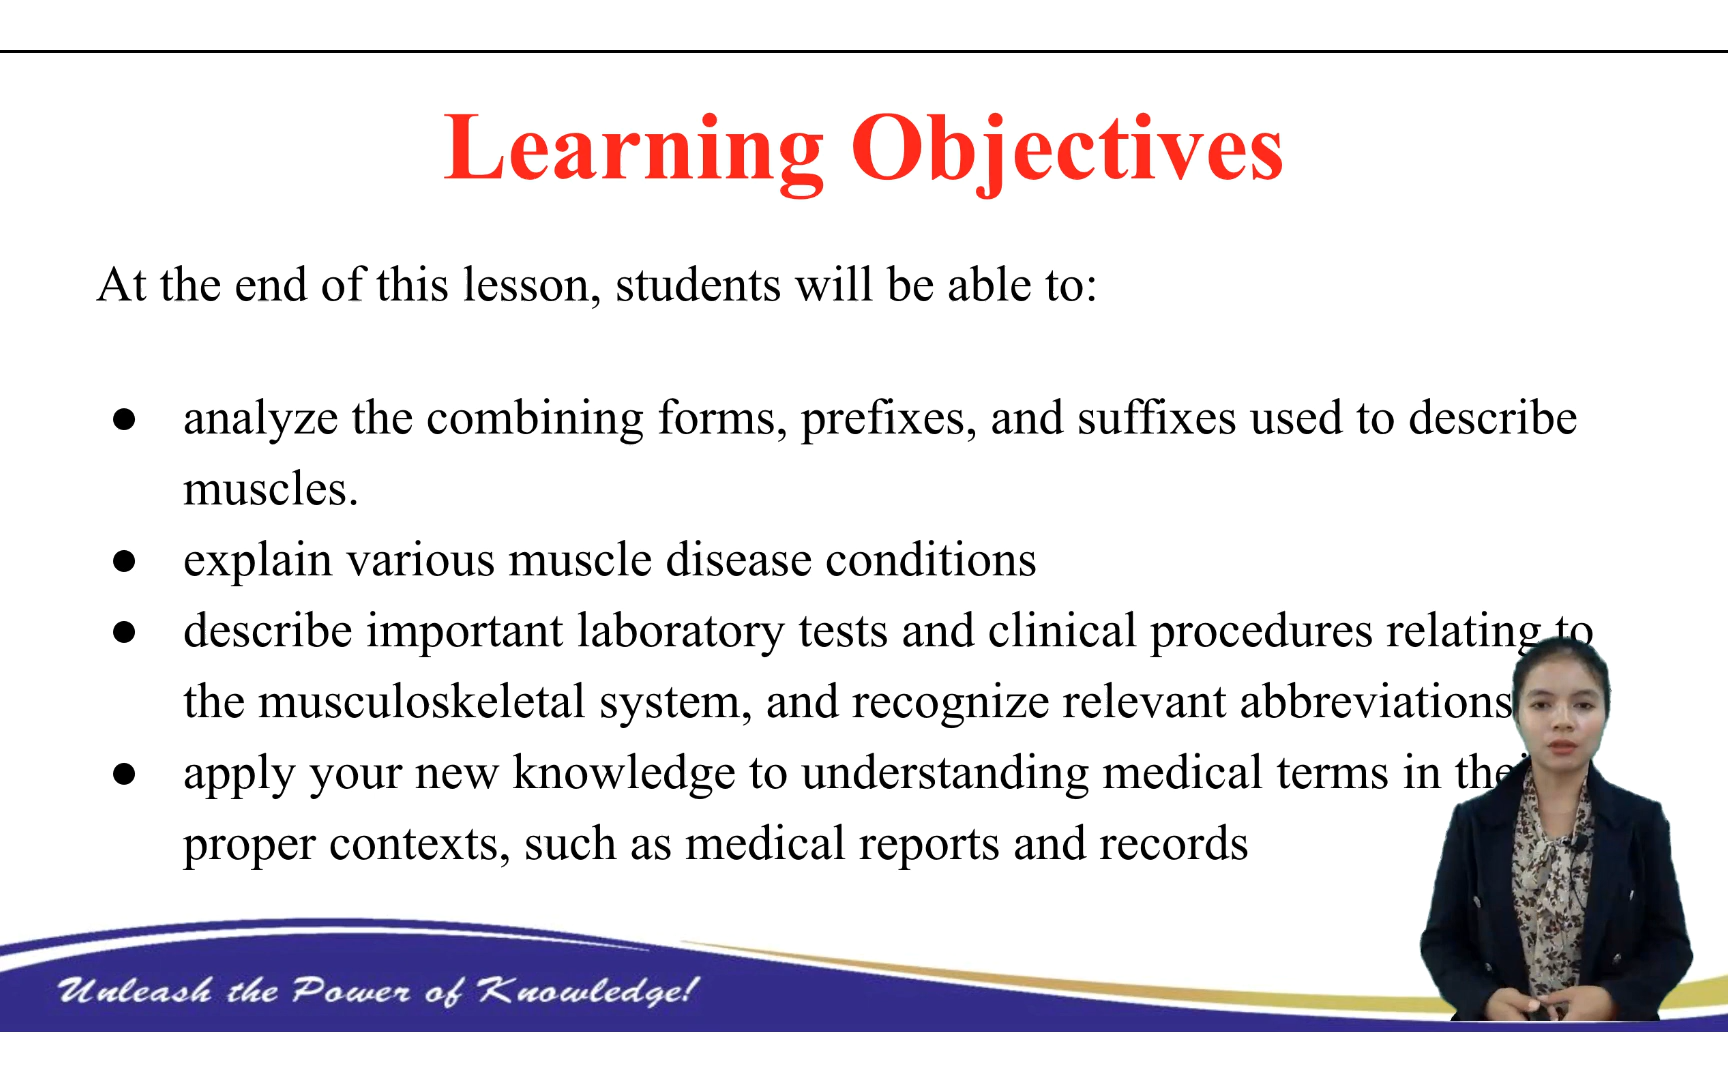 Learning Objectives
At the end of this lesson, students will be able to:
● analyze the combining forms, prefixes, and suffixes used to describe
muscles.
● explain various muscle disease conditions
● describe important laboratory tests and clinical procedures relating to
the musculoskeletal system, and recognize relevant abbreviations
● apply your new knowledge to understanding medical terms in
proper contexts, such as medical reports and records
Unleash the Power of Knowledge!